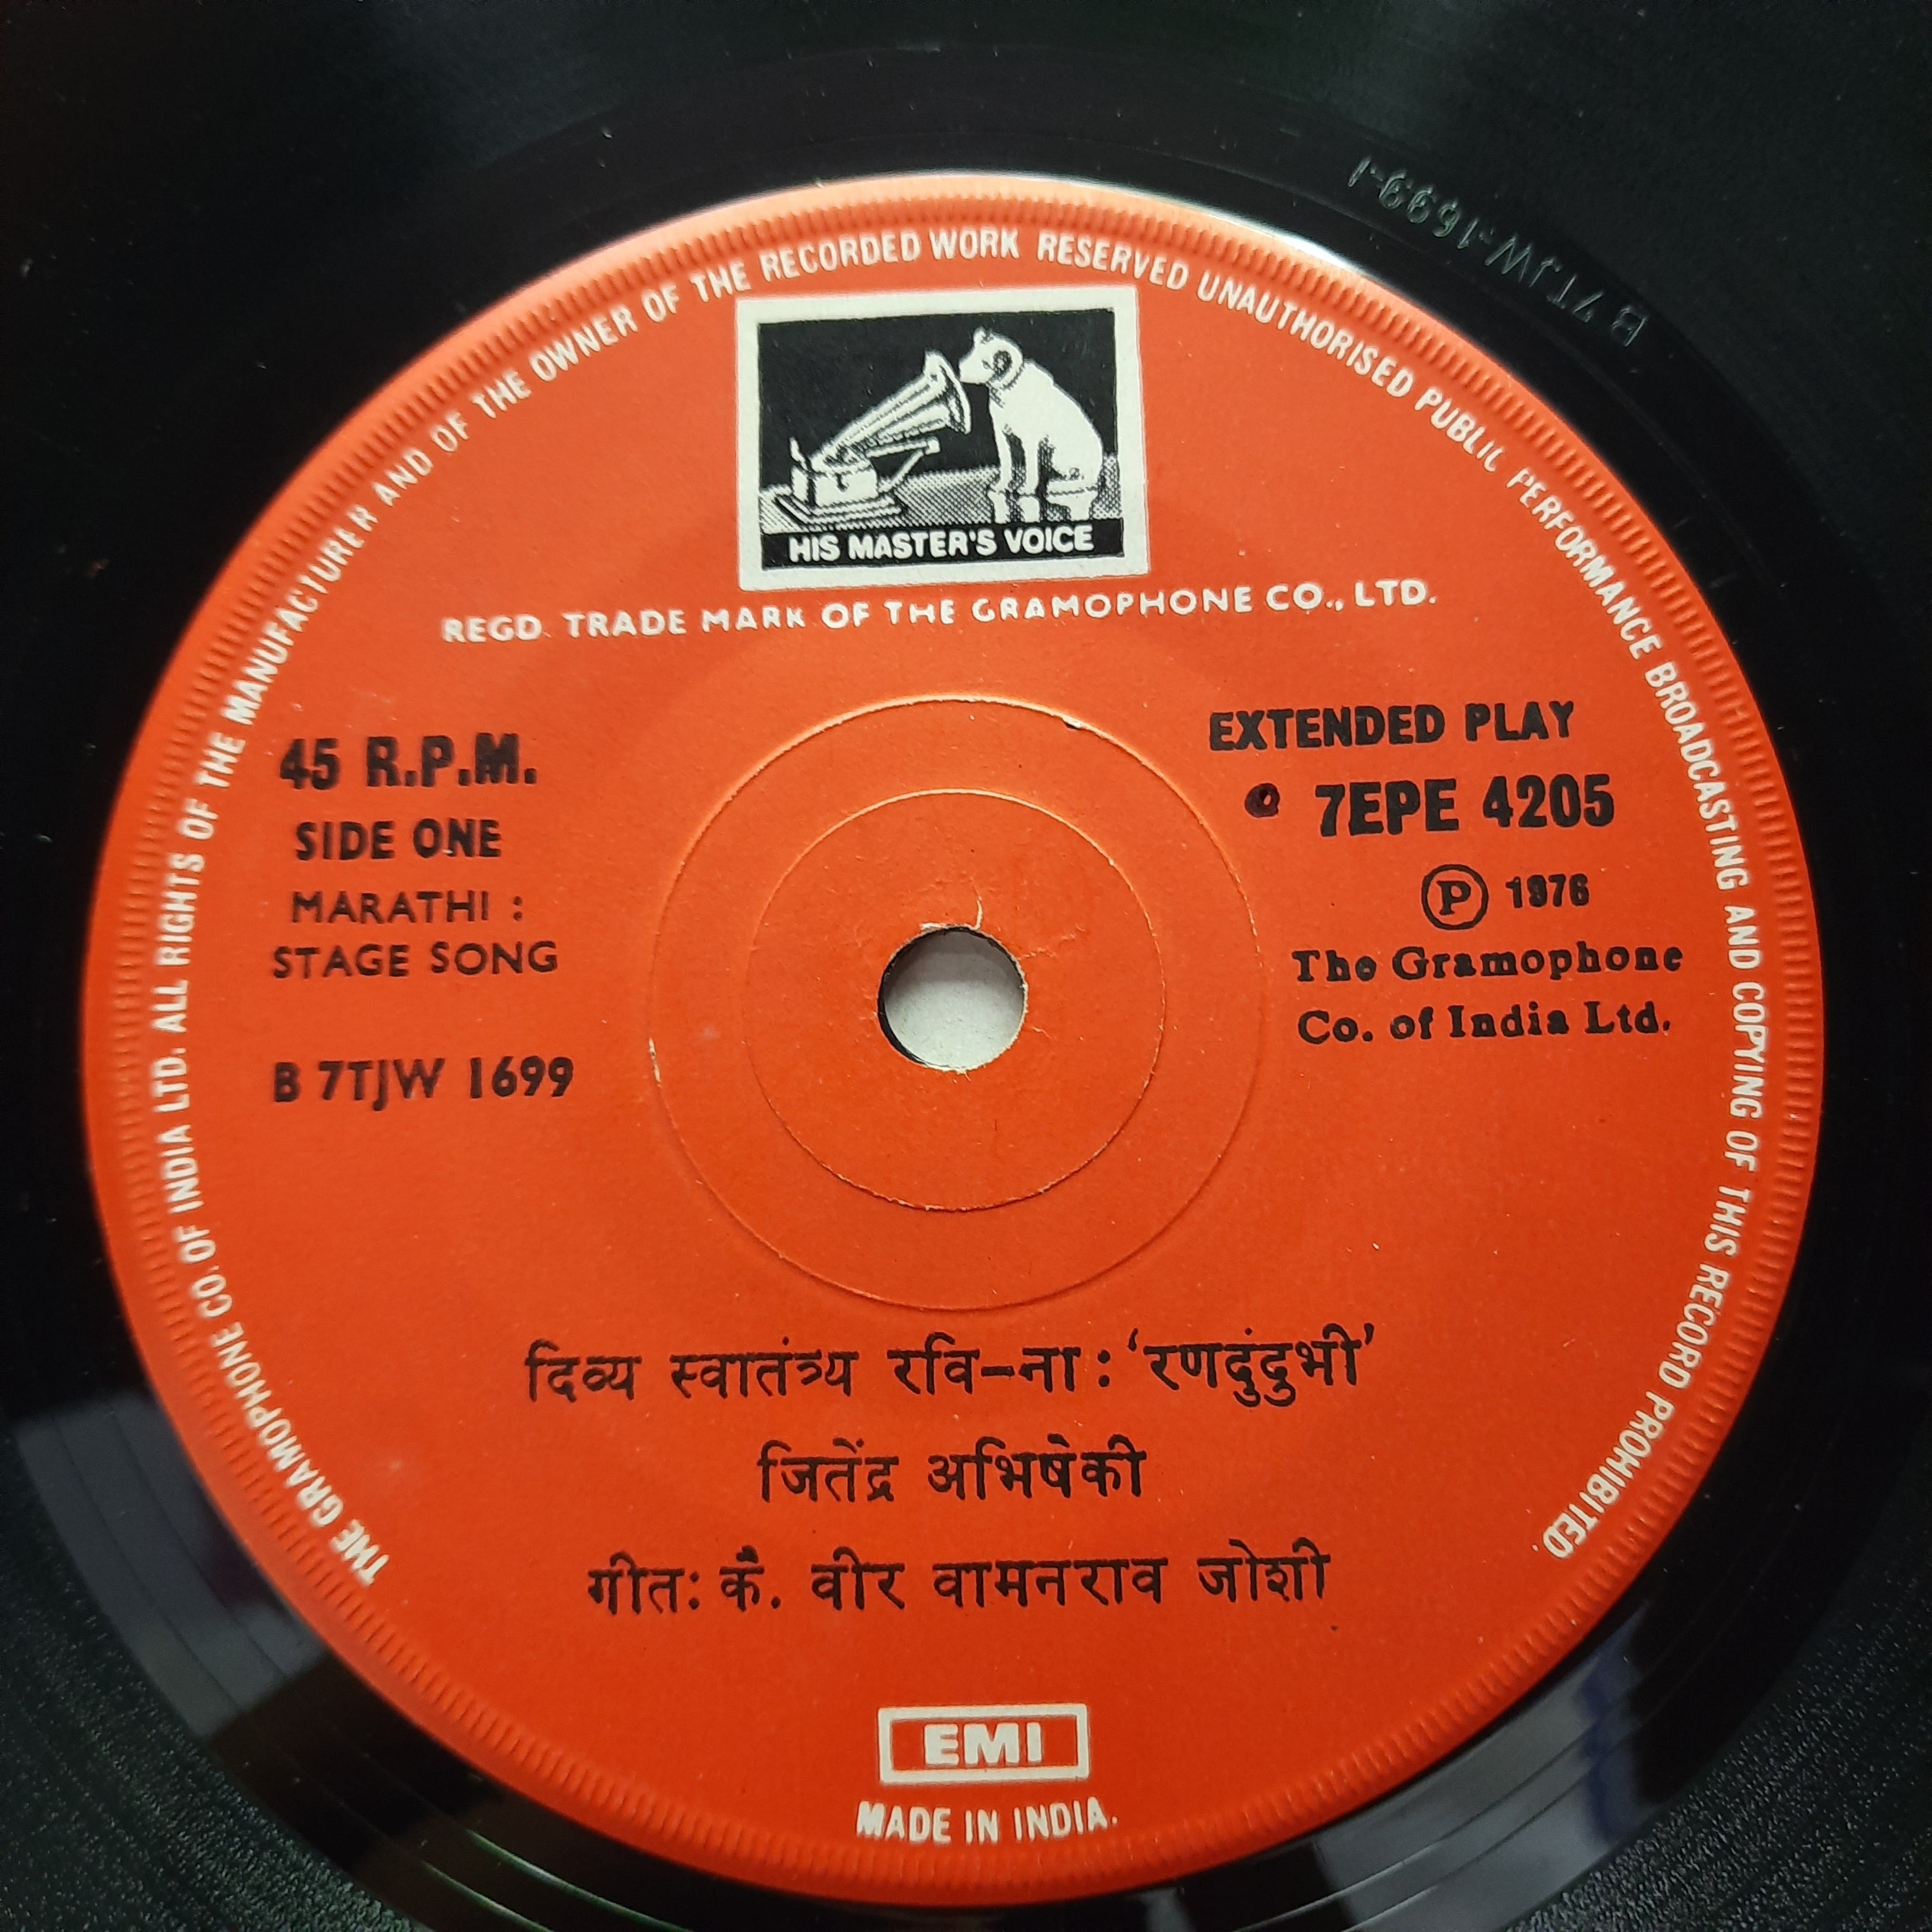 THE GRAMOPHONE CO. OF INDIA LTD. ALL RIGHTS OF THE MANUFACTURER AND OF THE OWNER OF THE RECORDED WORK RESERVED UNAUTHORISED PUBLIC PERFORMANCE BROADCASTING AND COPYING OF THIS RECORD PROHIBITED
B 7TJW-1699-1
HIS MASTER'S VOICE
REGD. TRADE MARK OF THE GRAMOPHONE CO., LTD.
45 R.P.M.
SIDE ONE
MARATHI :
STAGE SONG
B 7TJW 1699
EXTENDED PLAY
7EPE 4205
Ⓟ 1976
The Gramophone
Co. of India Ltd.
दिव्य स्वातंत्र्य रवि–ना : ‘रणदुंदुभी’
जितेंद्र अभिषेकी
गीतः कै. वीर वामनराव जोशी
EMI
MADE IN INDIA.